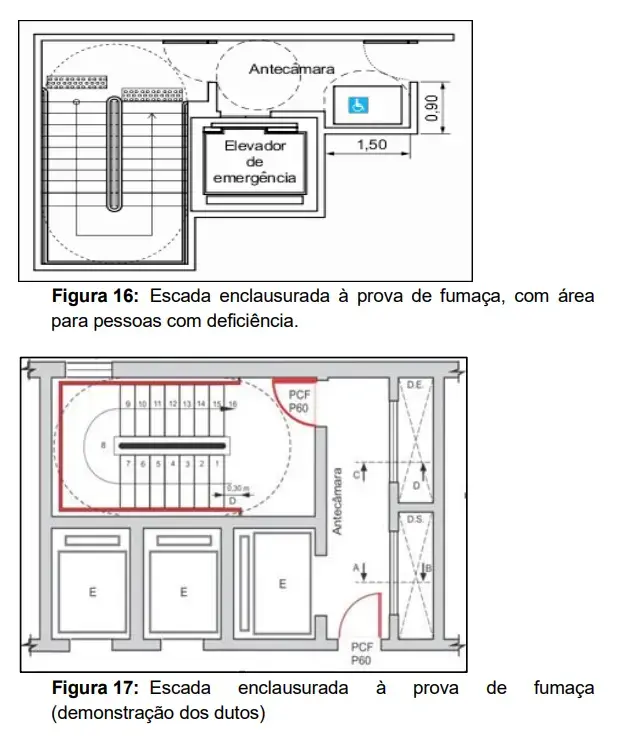 Antecâmara
0,90
1,50
Elevador
de
emergência
Figura 16: Escada enclausurada à prova de fumaça, com área
para pessoas com deficiência.
PCF
P60
D.E.
9 10 11 12 13 14 15 16
8
7 6 5 4 3 2 1
0,30 m
D
Antecâmara
C D
D.S.
A B
E E E
PCF
P60
Figura 17: Escada enclausurada à prova de fumaça
(demonstração dos dutos)